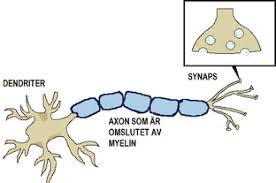 DENDRITER
SYNAPS
AXON SOM ÄR
OMSLUTET AV
MYELIN